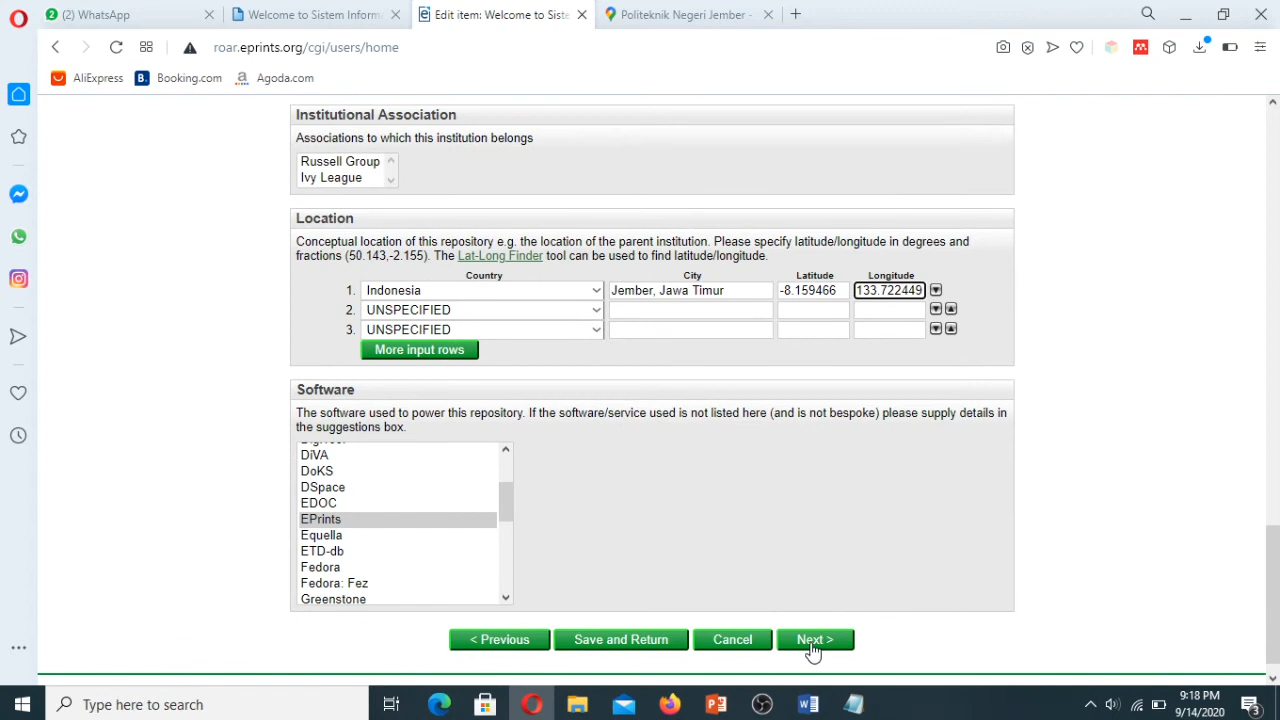 (2) WhatsApp
Welcome to Sistem Inform
Edit item: Welcome to Siste
Politeknik Negeri Jember -
roar.eprints.org/cgi/users/home
AliExpress
B. Booking.com
a Agoda.com
Institutional Association
Associations to which this institution belongs
Russell Group
Ivy League
Location
Conceptual location of this repository e.g. the location of the parent institution. Please specify latitude/longitude in degrees and
fractions (50.143,-2.155). The Lat-Long Finder tool can be used to find latitude/longitude.
Country City Latitude Longitude
1. Indonesia Jember, Jawa Timur -8.159466 133.722449
2. UNSPECIFIED
3. UNSPECIFIED
More input rows
Software
The software used to power this repository. If the software/service used is not listed here (and is not bespoke) please supply details in
the suggestions box.
DiVA
DoKS
DSpace
EDOC
EPrints
Equella
ETD-db
Fedora
Fedora: Fez
Greenstone
< Previous
Save and Return
Cancel
Next >
Type here to search
9:18 PM
9/14/2020
3